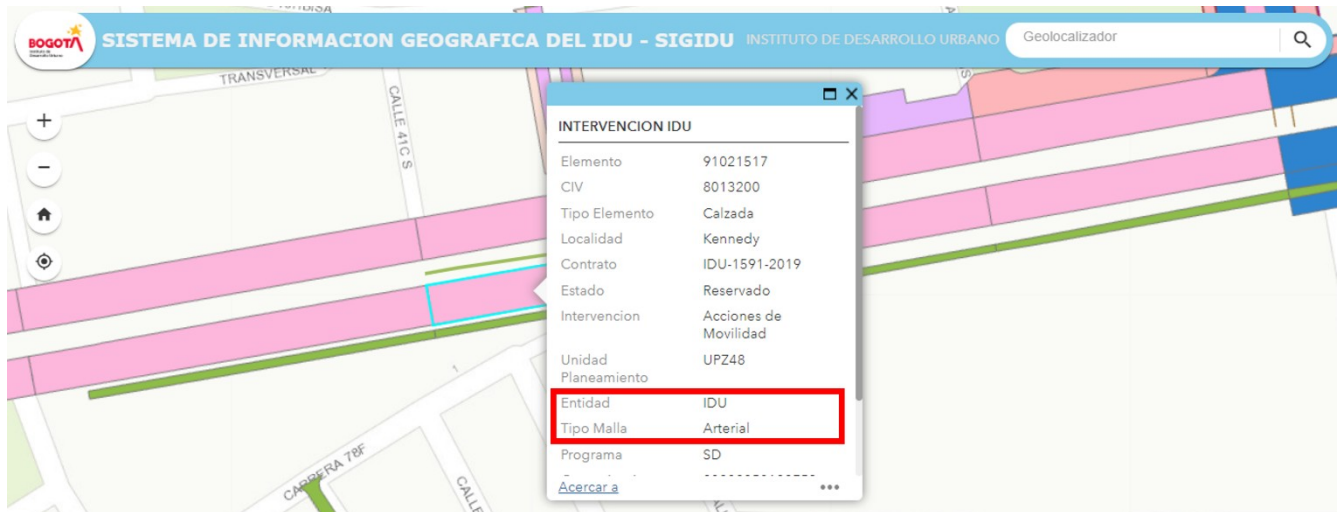 BOGOTÁ
SISTEMA DE INFORMACION GEOGRAFICA DEL IDU - SIGIDU INSTITUTO DE DESARROLLO URBANO
Geolocalizador
TRANSVERSAL
CALLE 41C S
+
−
INTERVENCION IDU
Elemento 91021517
CIV 8013200
Tipo Elemento Calzada
Localidad Kennedy
Contrato IDU-1591-2019
Estado Reservado
Intervencion Acciones de
Movilidad
Unidad UPZ48
Planeamiento
Entidad IDU
Tipo Malla Arterial
Programa SD
Acercar a
CARRERA 78F
CALLE